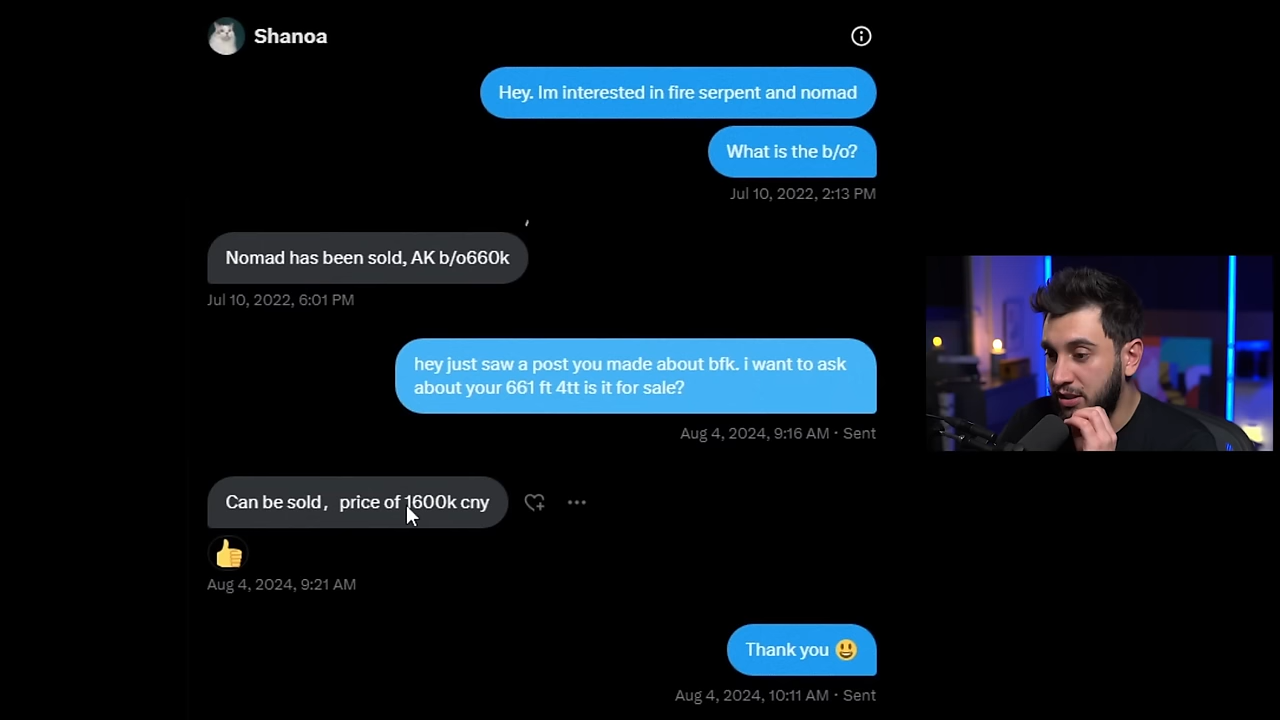 Shanoa
Hey. Im interested in fire serpent and nomad
What is the b/o?
Jul 10, 2022, 2:13 PM
Nomad has been sold, AK b/o660k
Jul 10, 2022, 6:01 PM
hey just saw a post you made about bfk. i want to ask
about your 661 ft 4tt is it for sale?
Aug 4, 2024, 9:16 AM · Sent
Can be sold，price of 1600k cny
👍
Aug 4, 2024, 9:21 AM
Thank you 😃
Aug 4, 2024, 10:11 AM · Sent